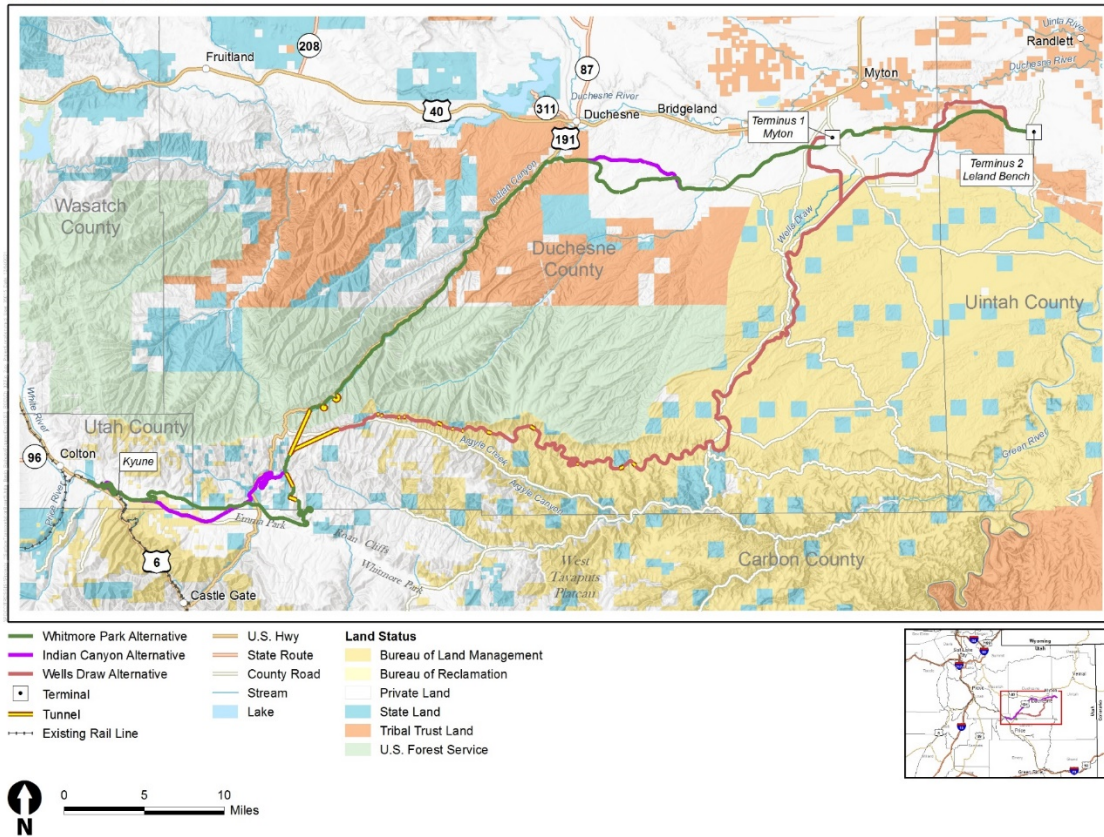 Uinta River
Randlett
208
Fruitland
87
Duchesne River
Myton
Duchesne River
311
40
Duchesne
Bridgeland
Terminus 1
Myton
191
Terminus 2
Leland Bench
Indian Canyon
Wasatch
County
Wells Draw
Duchesne
County
Uintah County
White River
Utah County
Green River
96
Colton
Kyune
Argyle Creek
Price River
Argyle Canyon
Emma Park
Roan Cliffs
Carbon County
West
Tavaputs
Plateau
Whitmore Park
6
Castle Gate
Whitmore Park Alternative
Indian Canyon Alternative
Wells Draw Alternative
Terminal
Tunnel
Existing Rail Line
U.S. Hwy
State Route
County Road
Stream
Lake
Land Status
Bureau of Land Management
Bureau of Reclamation
Private Land
State Land
Tribal Trust Land
U.S. Forest Service
Wyoming
Utah
N
0 5 10
Miles